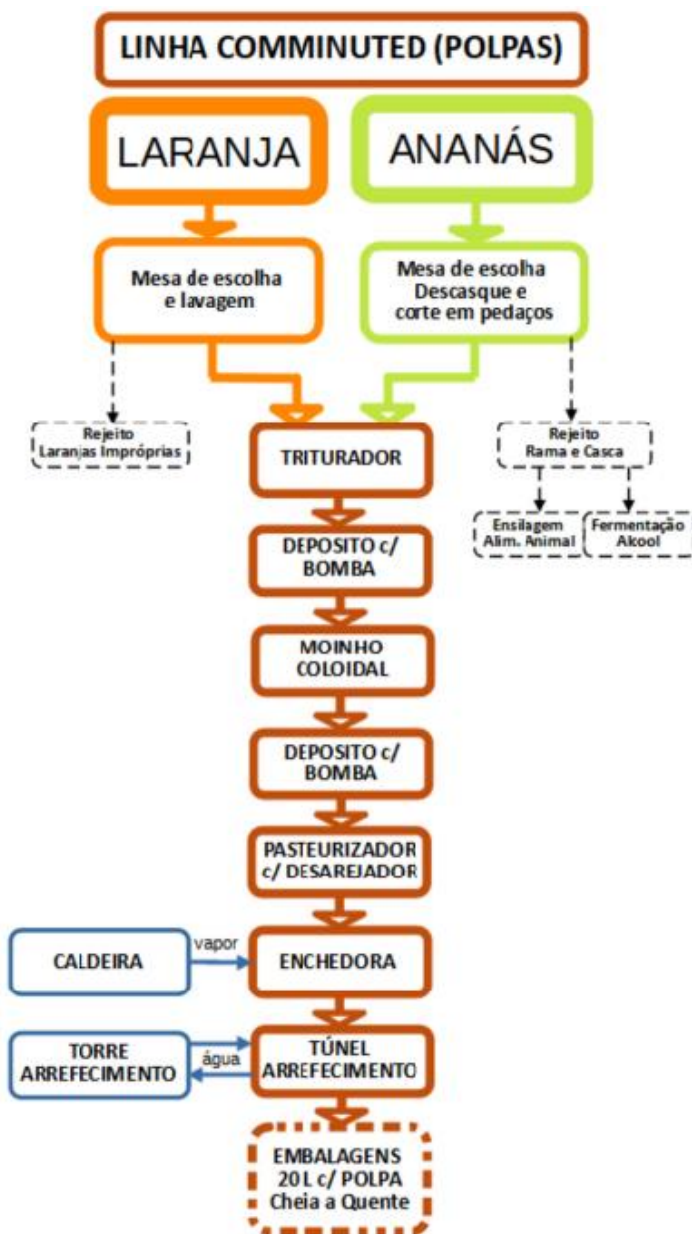 LINHA COMMINUTED (POLPAS)
LARANJA
ANANÁS
Mesa de escolha
e lavagem
Mesa de escolha
Descasque e
corte em pedaços
Rejeito
Laranjas Impróprias
TRITURADOR
Rejeito
Rama e Casca
Ensilagem
Alim. Animal
Fermentação
Alcool
DEPOSITO c/
BOMBA
MOINHO
COLOIDAL
DEPOSITO c/
BOMBA
PASTEURIZADOR
c/ DESAREJADOR
CALDEIRA
vapor
ENCHEDORA
TORRE
ARREFECIMENTO
água
TÚNEL
ARREFECIMENTO
EMBALAGENS
20 L c/ POLPA
Cheia a Quente